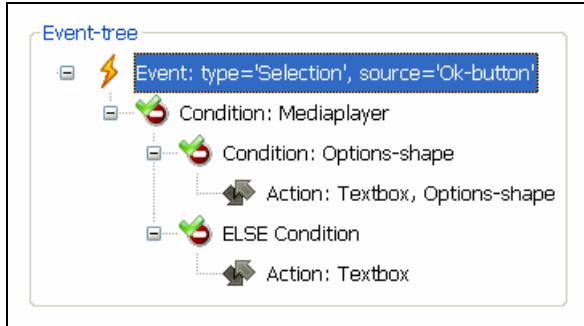 Event-tree
Event: type='Selection', source='Ok-button'
Condition: Mediaplayer
Condition: Options-shape
Action: Textbox, Options-shape
ELSE Condition
Action: Textbox